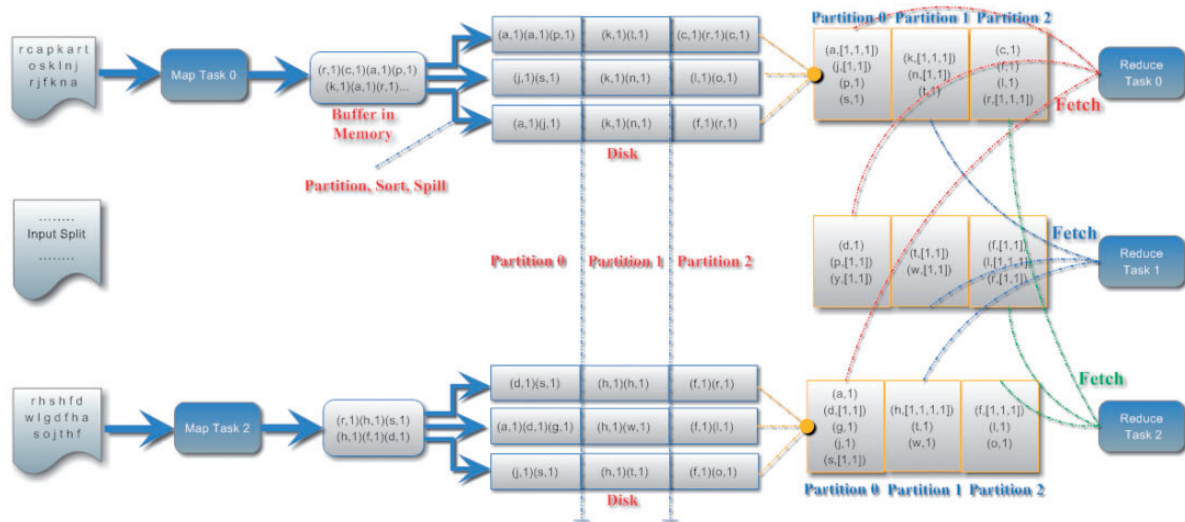 Partition 0 Partition 1 Partition 2
r c a p k a r t
o s k l n j
r j f k n a
Map Task 0
(r,1)(c,1)(a,1)(p,1)
(k,1)(a,1)(r,1)...
Buffer in
Memory
Partition, Sort, Spill
(a,1)(a,1)(p,1) (k,1)(t,1) (c,1)(r,1)(c,1)
(j,1)(s,1) (k,1)(n,1) (l,1)(o,1)
(a,1)(j,1) (k,1)(n,1) (f,1)(r,1)
Disk
(a,[1,1,1])
(j,[1,1])
(p,1)
(s,1)
(k,[1,1,1])
(n,[1,1])
(t,1)
(c,1)
(f,1)
(l,1)
(r,[1,1,1])
Fetch
Reduce
Task 0
........
Input Split
........
Partition 0 Partition 1 Partition 2
(d,1)
(p,[1,1])
(y,[1,1])
(t,[1,1])
(w,[1,1])
(f,[1,1])
(l,[1,1,1])
(r,[1,1])
Fetch
Reduce
Task 1
r h s h f d
w l g d f h a
s o j t h f
Map Task 2
(r,1)(h,1)(s,1)
(h,1)(f,1)(d,1)
(d,1)(s,1) (h,1)(h,1) (f,1)(r,1)
(a,1)(d,1)(g,1) (h,1)(w,1) (f,1)(l,1)
(j,1)(s,1) (h,1)(t,1) (f,1)(o,1)
Disk
(a,1)
(d,[1,1])
(g,1)
(j,1)
(s,[1,1])
(h,[1,1,1,1])
(t,1)
(w,1)
(f,[1,1,1])
(l,1)
(o,1)
Fetch
Reduce
Task 2
Partition 0 Partition 1 Partition 2